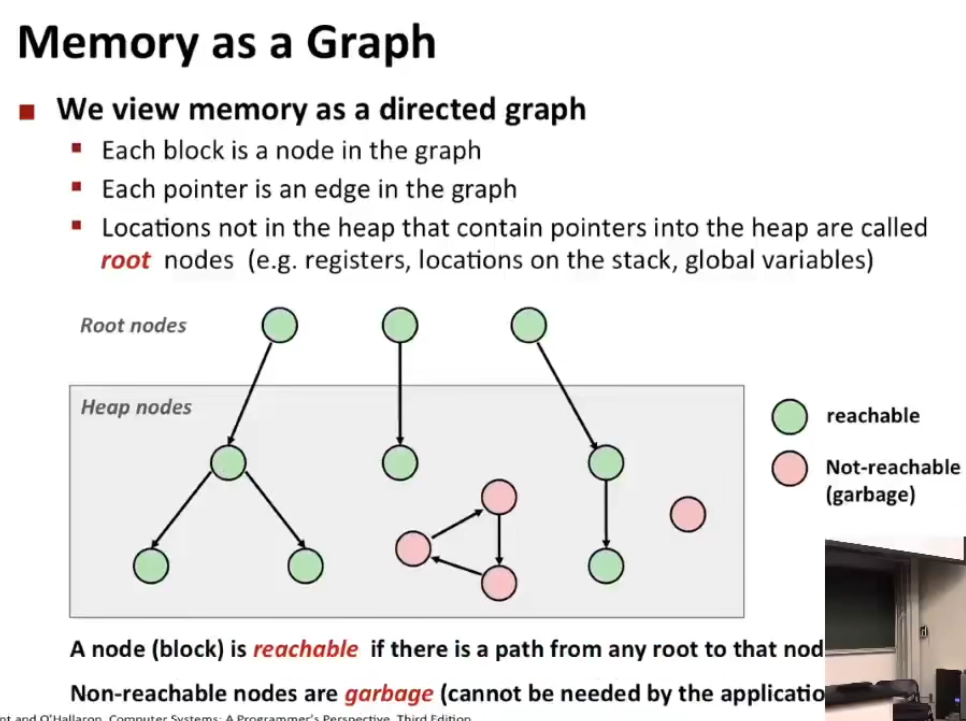 Memory as a Graph
We view memory as a directed graph
Each block is a node in the graph
Each pointer is an edge in the graph
Locations not in the heap that contain pointers into the heap are called
root nodes (e.g. registers, locations on the stack, global variables)
Root nodes
Heap nodes
reachable
Not-reachable
(garbage)
A node (block) is reachable if there is a path from any root to that nod
Non-reachable nodes are garbage (cannot be needed by the applicatio
nt and O'Hallaron, Computer Systems: A Programmer's Perspective, Third Edition